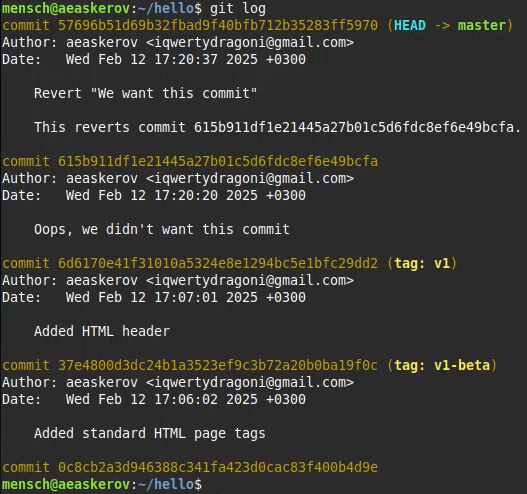 mensch@aeaskerov:~/hello$ git log
commit 57696b51d69b32fbad9f40bfb712b35283ff5970 (HEAD -> master)
Author: aeaskerov <iqwertydragoni@gmail.com>
Date:   Wed Feb 12 17:20:37 2025 +0300
Revert "We want this commit"
This reverts commit 615b911df1e21445a27b01c5d6fdc8ef6e49bcfa.
commit 615b911df1e21445a27b01c5d6fdc8ef6e49bcfa
Author: aeaskerov <iqwertydragoni@gmail.com>
Date:   Wed Feb 12 17:20:20 2025 +0300
Oops, we didn't want this commit
commit 6d6170e41f31010a5324e8e1294bc5e1bfc29dd2 (tag: v1)
Author: aeaskerov <iqwertydragoni@gmail.com>
Date:   Wed Feb 12 17:07:01 2025 +0300
Added HTML header
commit 37e4800d3dc24b1a3523ef9c3b72a20b0ba19f0c (tag: v1-beta)
Author: aeaskerov <iqwertydragoni@gmail.com>
Date:   Wed Feb 12 17:06:02 2025 +0300
Added standard HTML page tags
commit 0c8cb2a3d946388c341fa423d0cac83f400b4d9e
mensch@aeaskerov:~/hello$